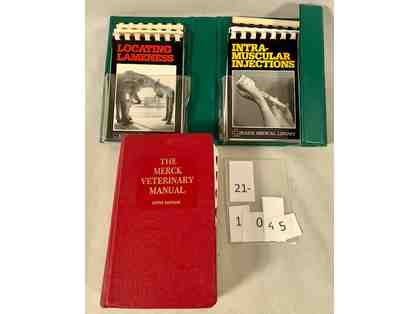 LOCATING
LAMENESS
INTRA-
MUSCULAR
INJECTIONS
THE
MERCK
VETERINARY
MANUAL
21-
1 0 4 5